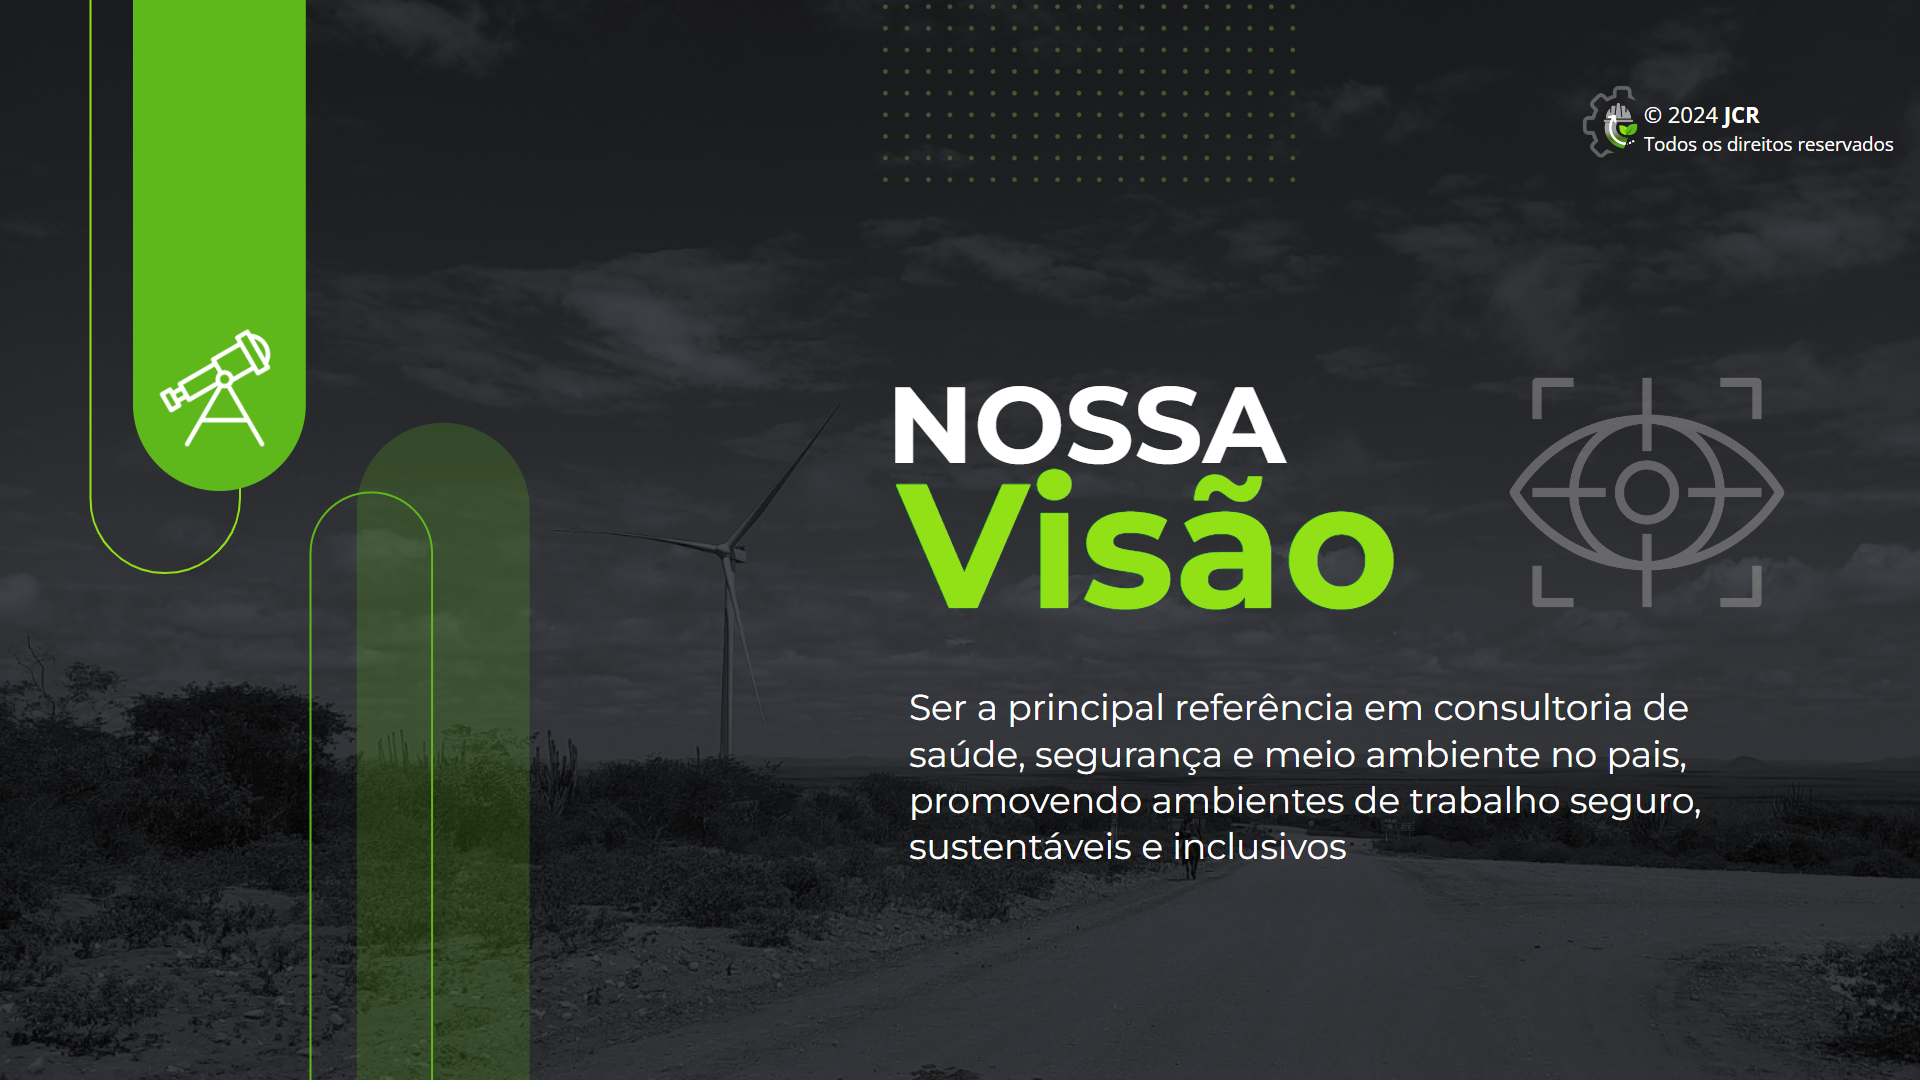 © 2024 JCR
Todos os direitos reservados
NOSSA
Visão
Ser a principal referência em consultoria de
saúde, segurança e meio ambiente no pais,
promovendo ambientes de trabalho seguro,
sustentáveis e inclusivos